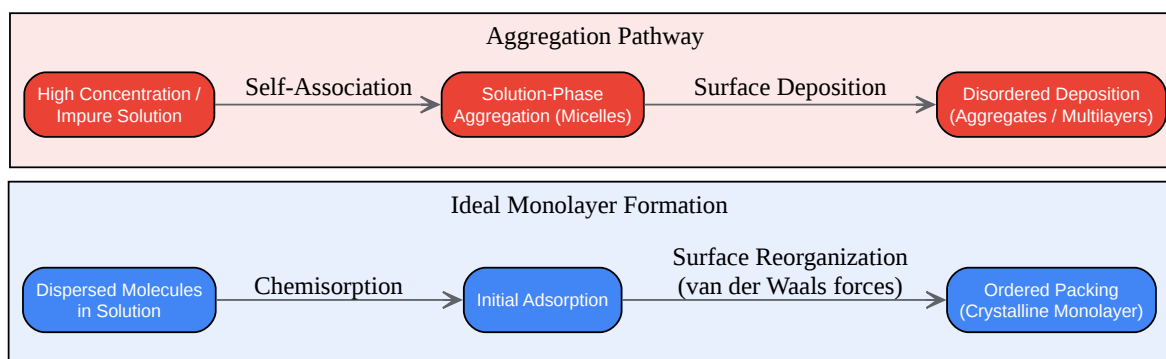 Aggregation Pathway
High Concentration /
Impure Solution
Self-Association
Solution-Phase
Aggregation (Micelles)
Surface Deposition
Disordered Deposition
(Aggregates / Multilayers)
Ideal Monolayer Formation
Dispersed Molecules
in Solution
Chemisorption
Initial Adsorption
Surface Reorganization
(van der Waals forces)
Ordered Packing
(Crystalline Monolayer)